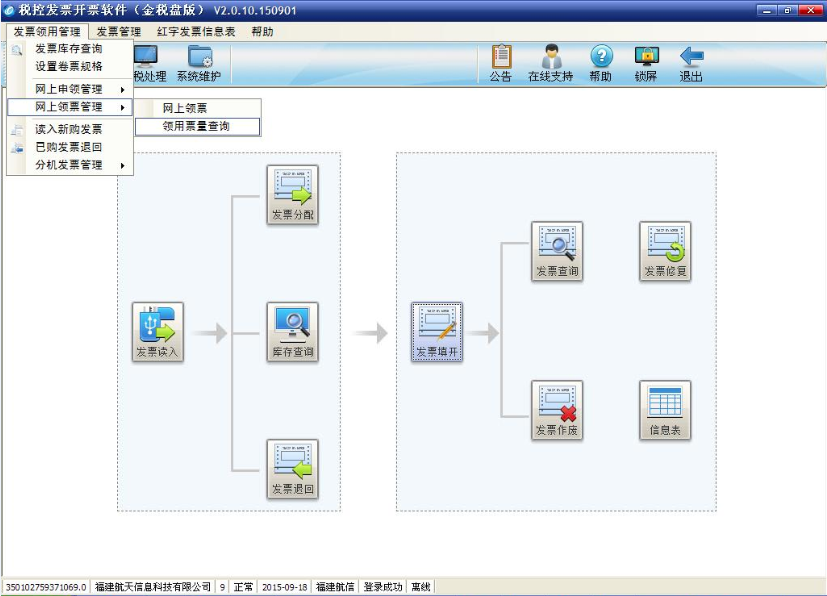 税控发票开票软件（金税盘版） V2.0.10.150901
发票领用管理 发票管理 红字发票信息表 帮助
发票库存查询
设置卷票规格
网上申领管理
网上领票管理
读入新购发票
已购发票退回
分机发票管理
网上领票
领用票量查询
税处理 系统维护
公告 在线支持 帮助 锁屏 退出
发票分配
发票读入
库存查询
发票退回
发票填开
发票查询
发票修复
发票作废
信息表
350102759371069.0 福建航天信息科技有限公司 9 正常 2015-09-18 福建航信 登录成功 离线